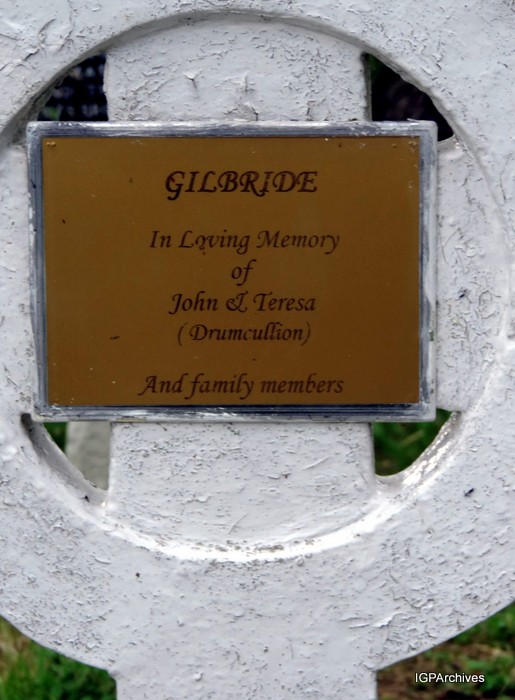 GILBRIDE
In Loving Memory
of
John & Teresa
(Drumcullion)
And family members
IGPArchives